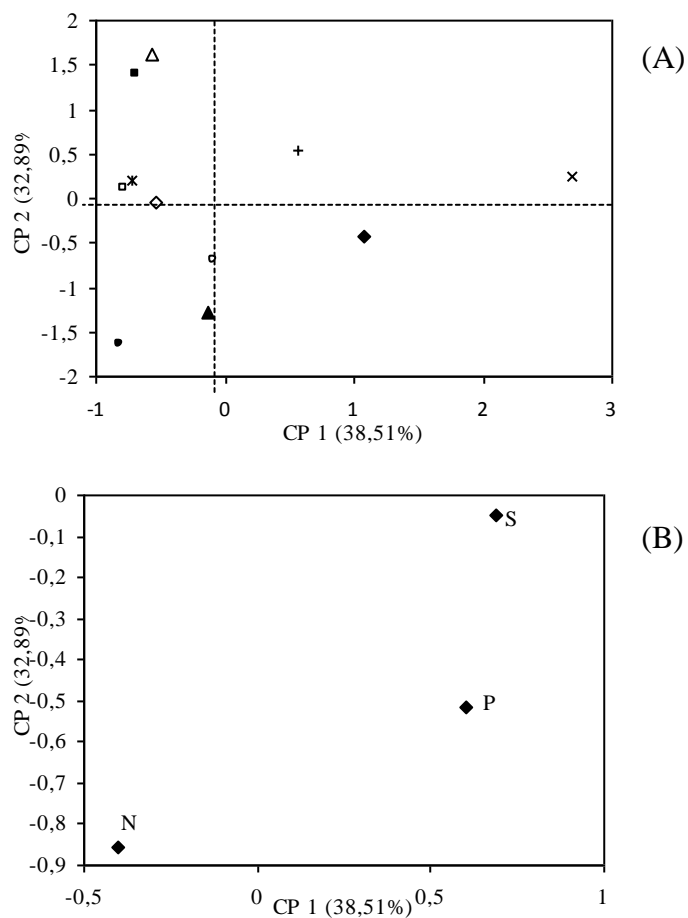 (A)
CP 2 (32,89%
2
1,5
1
0,5
0
-0,5
-1
-1,5
-2
-1 0 1 2 3
CP 1 (38,51%)
(B)
CP 2 (32,89%
0
-0,1
-0,2
-0,3
-0,4
-0,5
-0,6
-0,7
-0,8
-0,9
S
P
N
-0,5 0 0,5 1
CP 1 (38,51%)